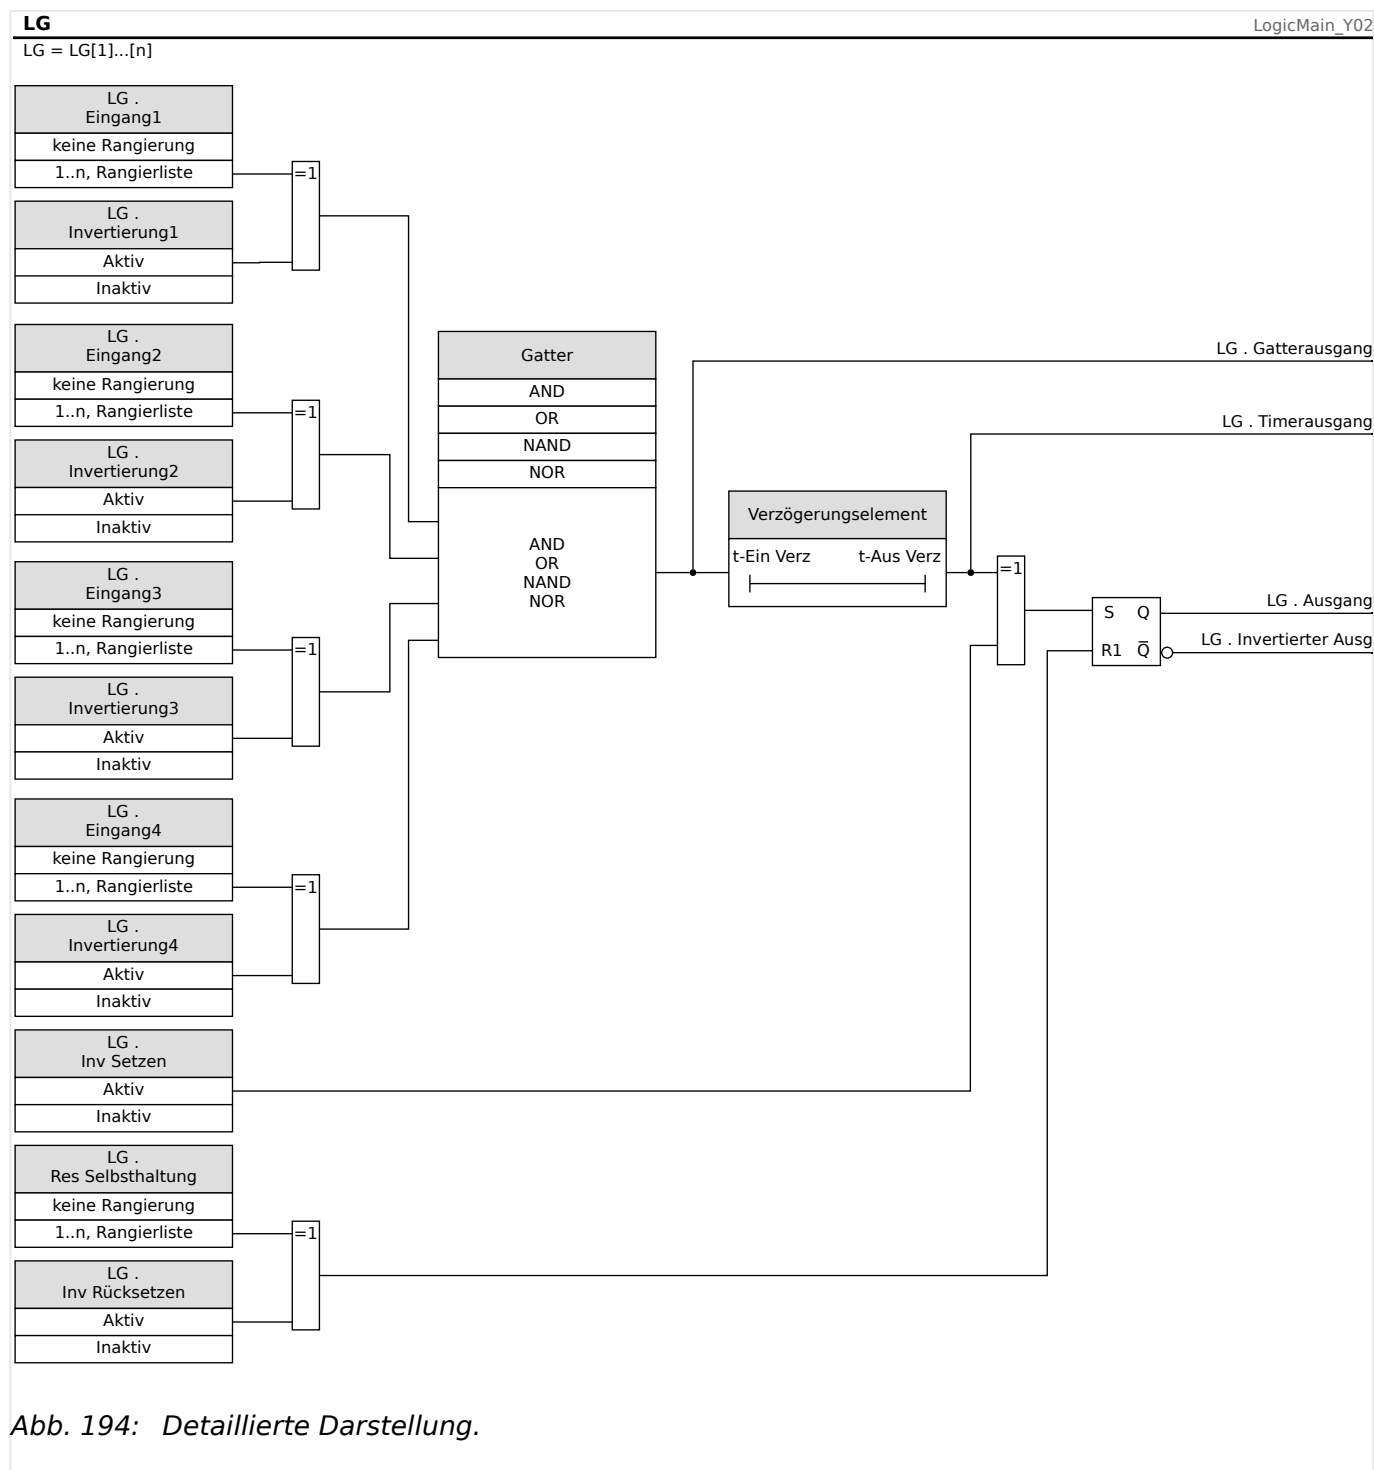 LG
LogicMain_Y02
LG = LG[1]...[n]
LG .
Eingang1
keine Rangierung
1..n, Rangierliste
=1
LG .
Invertierung1
Aktiv
Inaktiv
LG .
Eingang2
keine Rangierung
1..n, Rangierliste
=1
LG .
Invertierung2
Aktiv
Inaktiv
LG .
Eingang3
keine Rangierung
1..n, Rangierliste
=1
LG .
Invertierung3
Aktiv
Inaktiv
LG .
Eingang4
keine Rangierung
1..n, Rangierliste
=1
LG .
Invertierung4
Aktiv
Inaktiv
LG .
Inv Setzen
Aktiv
Inaktiv
LG .
Res Selbsthaltung
keine Rangierung
1..n, Rangierliste
=1
LG .
Inv Rücksetzen
Aktiv
Inaktiv
Gatter
AND
OR
NAND
NOR
AND
OR
NAND
NOR
Verzögerungselement
t-Ein Verz t-Aus Verz
=1
S Q
R1 Q̅
LG . Gatterausgang
LG . Timerausgang
LG . Ausgang
LG . Invertierter Ausg
Abb. 194: Detaillierte Darstellung.